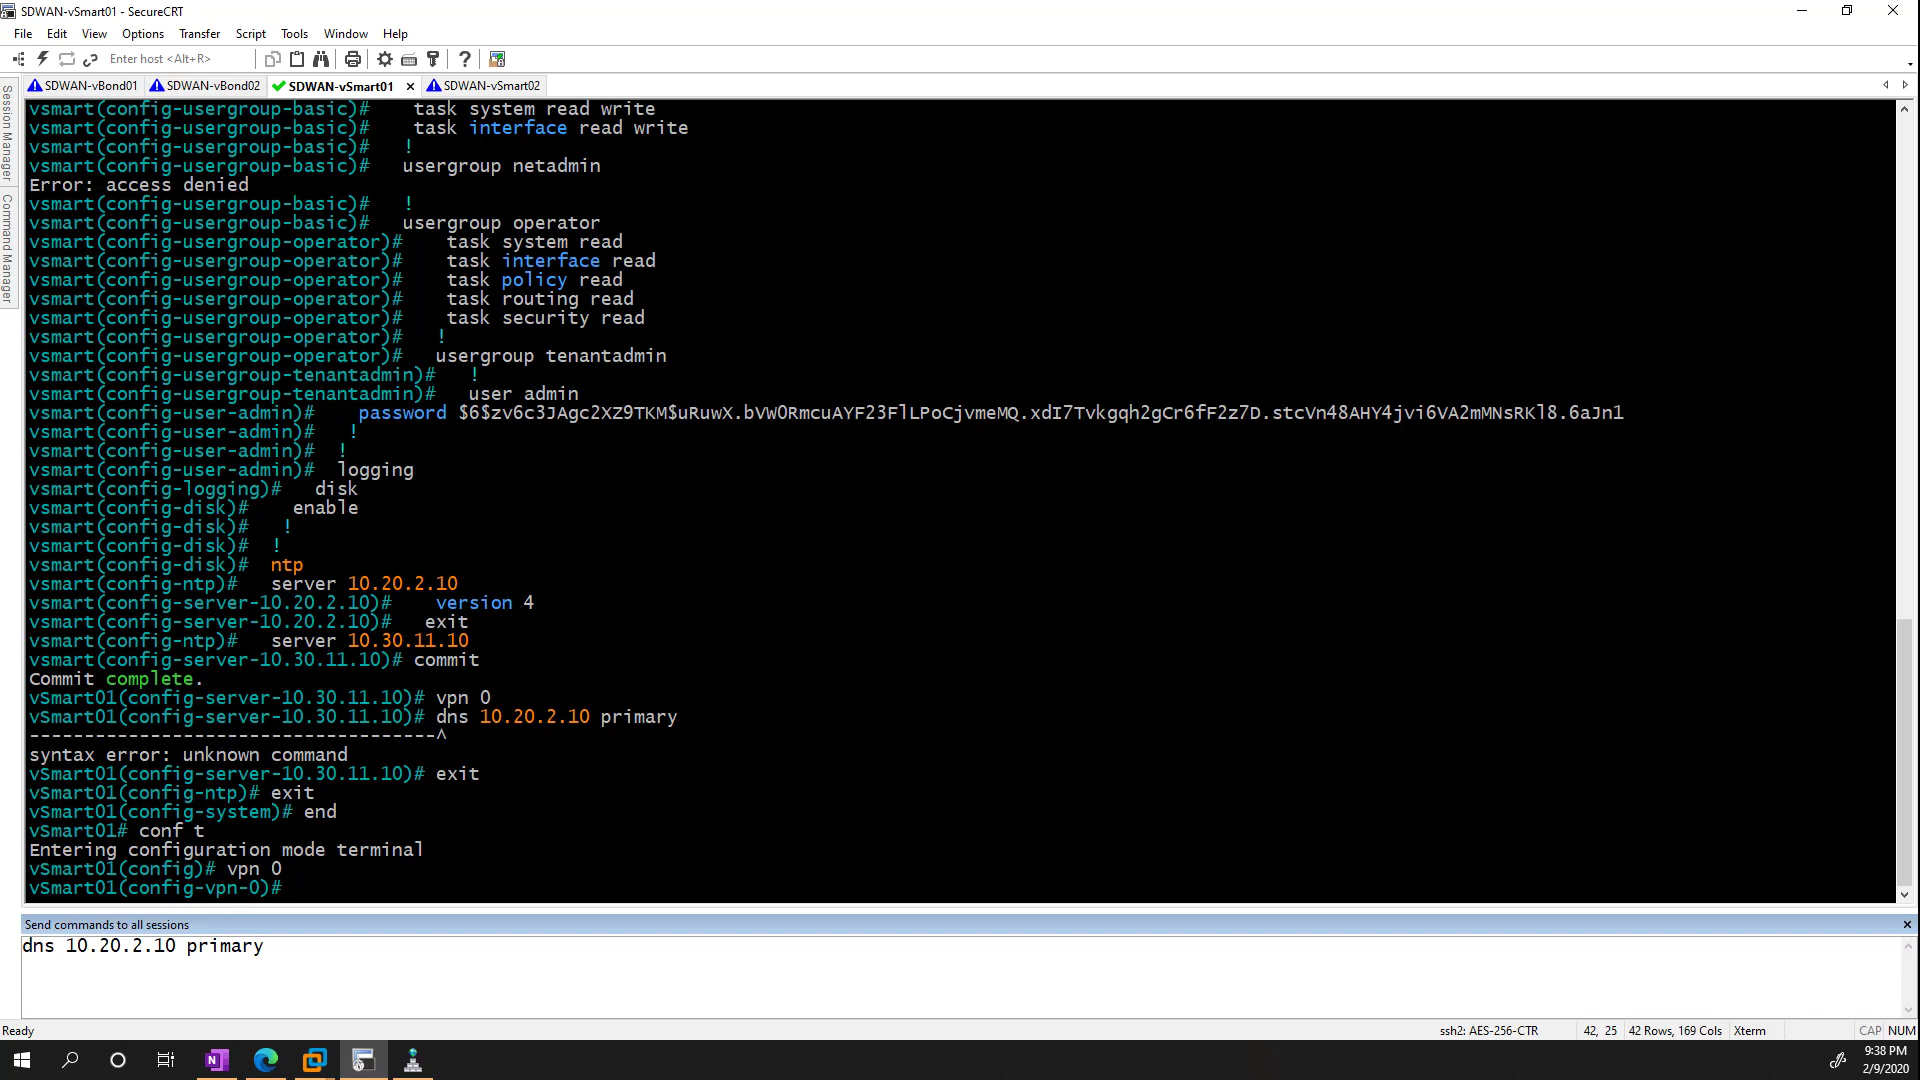 SDWAN-vSmart01 - SecureCRT
File Edit View Options Transfer Script Tools Window Help
Enter host <Alt+R>
SDWAN-vBond01 SDWAN-vBond02 SDWAN-vSmart01 SDWAN-vSmart02
Session Manager
Command Manager
vsmart(config-usergroup-basic)#    task system read write
vsmart(config-usergroup-basic)#    task interface read write
vsmart(config-usergroup-basic)#   !
vsmart(config-usergroup-basic)#   usergroup netadmin
Error: access denied
vsmart(config-usergroup-basic)#   !
vsmart(config-usergroup-basic)#   usergroup operator
vsmart(config-usergroup-operator)#    task system read
vsmart(config-usergroup-operator)#    task interface read
vsmart(config-usergroup-operator)#    task policy read
vsmart(config-usergroup-operator)#    task routing read
vsmart(config-usergroup-operator)#    task security read
vsmart(config-usergroup-operator)#   !
vsmart(config-usergroup-operator)#   usergroup tenantadmin
vsmart(config-usergroup-tenantadmin)#   !
vsmart(config-usergroup-tenantadmin)#   user admin
vsmart(config-user-admin)#    password $6$zv6c3JAgc2XZ9TKM$uRuwX.bVW0RmcuAYF23FlLPoCjvmeMQ.xdI7Tvkgqh2gCr6fF2z7D.stcVn48AHY4jvi6VA2mMNsRKl8.6aJn1
vsmart(config-user-admin)#   !
vsmart(config-user-admin)#  !
vsmart(config-user-admin)#  logging
vsmart(config-logging)#   disk
vsmart(config-disk)#    enable
vsmart(config-disk)#   !
vsmart(config-disk)#  !
vsmart(config-disk)#  ntp
vsmart(config-ntp)#   server 10.20.2.10
vsmart(config-server-10.20.2.10)#    version 4
vsmart(config-server-10.20.2.10)#   exit
vsmart(config-ntp)#   server 10.30.11.10
vsmart(config-server-10.30.11.10)# commit
Commit complete.
vSmart01(config-server-10.30.11.10)# vpn 0
vSmart01(config-server-10.30.11.10)# dns 10.20.2.10 primary
-------------------------------------^
syntax error: unknown command
vSmart01(config-server-10.30.11.10)# exit
vSmart01(config-ntp)# exit
vSmart01(config-system)# end
vSmart01# conf t
Entering configuration mode terminal
vSmart01(config)# vpn 0
vSmart01(config-vpn-0)#
Send commands to all sessions
dns 10.20.2.10 primary
Ready ssh2: AES-256-CTR 42, 25 42 Rows, 169 Cols Xterm CAP NUM
9:38 PM
2/9/2020